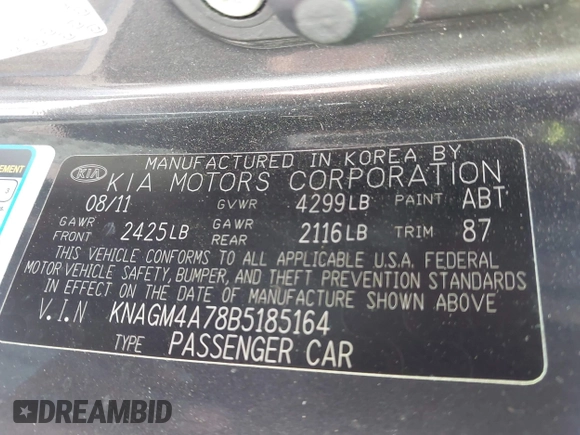 MANUFACTURED IN KOREA BY
KIA KIA MOTORS CORPORATION
08/11 GVWR 4299LB PAINT ABT
GAWR FRONT 2425LB GAWR REAR 2116LB TRIM 87
THIS VEHICLE CONFORMS TO ALL APPLICABLE U.S.A. FEDERAL
MOTOR VEHICLE SAFETY, BUMPER, AND THEFT PREVENTION STANDARDS
IN EFFECT ON THE DATE OF MANUFACTURE SHOWN ABOVE
V.I.N KNAGM4A78B5185164
TYPE PASSENGER CAR
DREAMBID